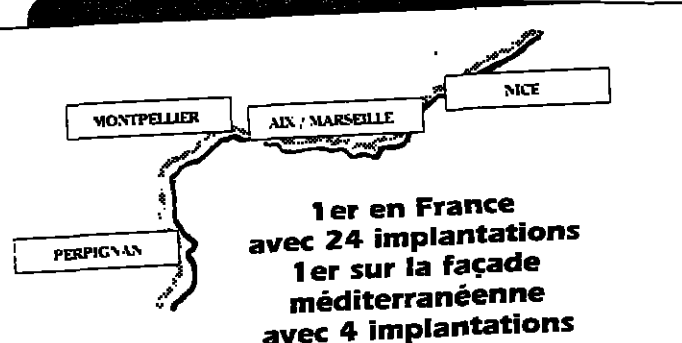 NICE
MONTPELLIER
AIX / MARSEILLE
PERPIGNAN
1er en France
avec 24 implantations
1er sur la façade
méditerranéenne
avec 4 implantations